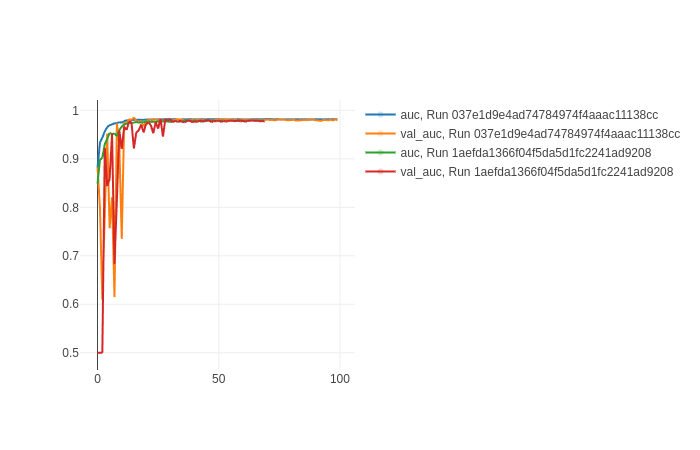 1
0.9
0.8
0.7
0.6
0.5
0
50
100
auc, Run 037e1d9e4ad74784974f4aaac11138cc
val_auc, Run 037e1d9e4ad74784974f4aaac11138cc
auc, Run 1aefda1366f04f5da5d1fc2241ad9208
val_auc, Run 1aefda1366f04f5da5d1fc2241ad9208